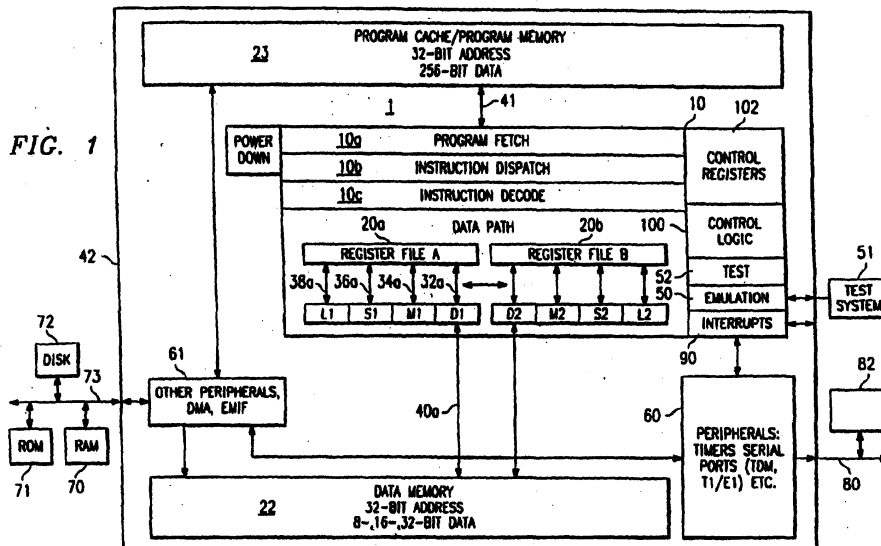 PROGRAM CACHE/PROGRAM MEMORY
32-BIT ADDRESS
256-BIT DATA
23
FIG. 1
1
41
10
102
POWER
DOWN
10a
PROGRAM FETCH
10b
INSTRUCTION DISPATCH
10c
INSTRUCTION DECODE
CONTROL
REGISTERS
20a
DATA PATH
20b
100
CONTROL
LOGIC
REGISTER FILE A
REGISTER FILE B
42
38a
36a
34a
32a
52
TEST
50
EMULATION
51
TEST
SYSTEM
L1
S1
M1
D1
D2
M2
S2
L2
INTERRUPTS
90
72
DISK
73
61
OTHER PERIPHERALS,
DMA, EMIF
40a
60
82
ROM
RAM
71
70
PERIPHERALS:
TIMERS SERIAL
PORTS (TDM,
T1/E1) ETC.
80
22
DATA MEMORY
32-BIT ADDRESS
8-,16-,32-BIT DATA